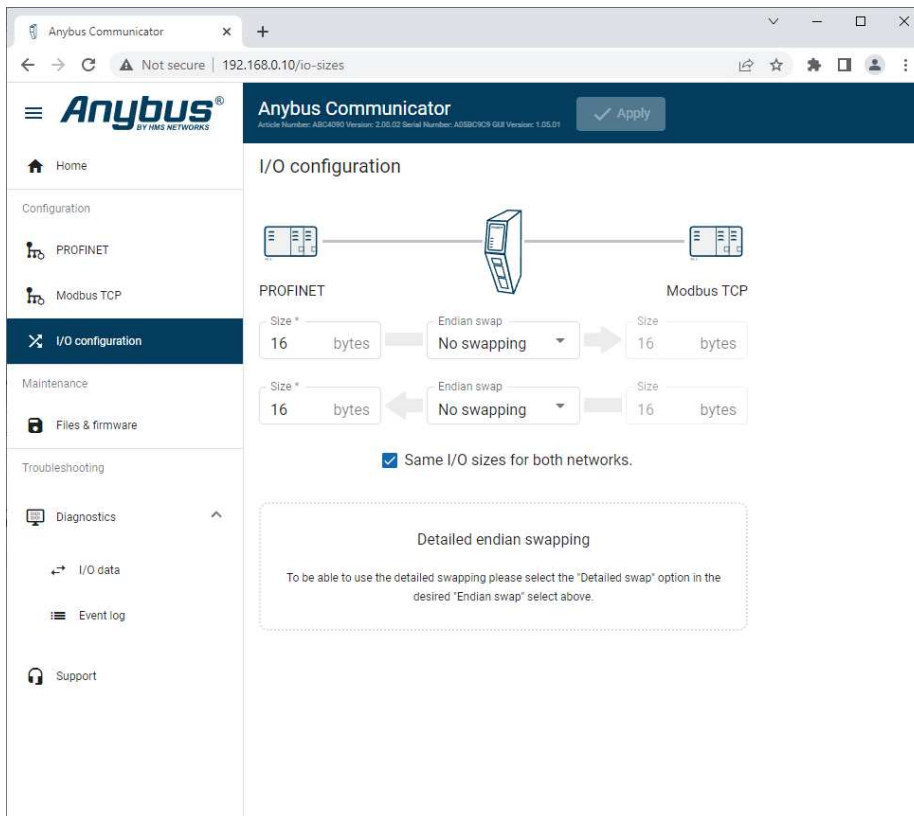 Anybus Communicator
Not secure | 192.168.0.10/io-sizes
Anybus®
BY HMS NETWORKS
Anybus Communicator
Article Number: ABC4090 Version: 2.00.02 Serial Number: A05BC9C9 GUI Version: 1.05.01
Apply
Home
Configuration
PROFINET
Modbus TCP
I/O configuration
Maintenance
Files & firmware
Troubleshooting
Diagnostics
I/O data
Event log
Support
I/O configuration
PROFINET
Modbus TCP
Size * Endian swap Size
16 bytes No swapping 16 bytes
Size * Endian swap Size
16 bytes No swapping 16 bytes
Same I/O sizes for both networks.
Detailed endian swapping
To be able to use the detailed swapping please select the "Detailed swap" option in the
desired "Endian swap" select above.